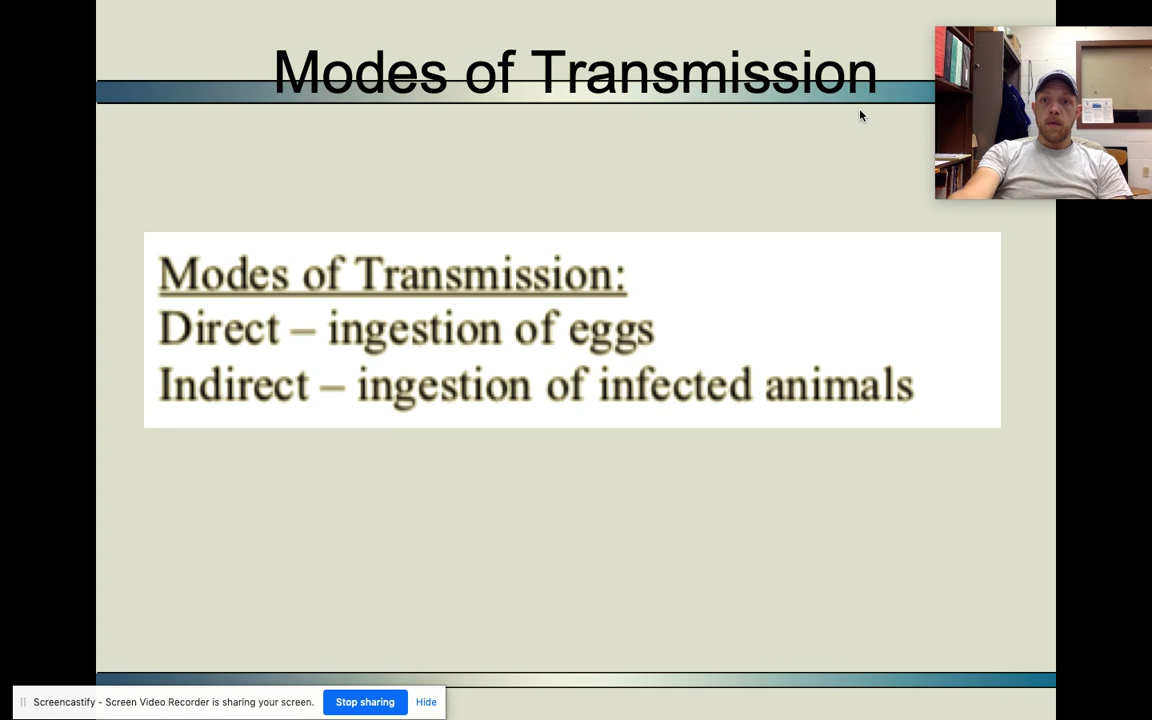 Modes of Transmission
Modes of Transmission:
Direct – ingestion of eggs
Indirect – ingestion of infected animals
Screencastify - Screen Video Recorder is sharing your screen.
Stop sharing
Hide